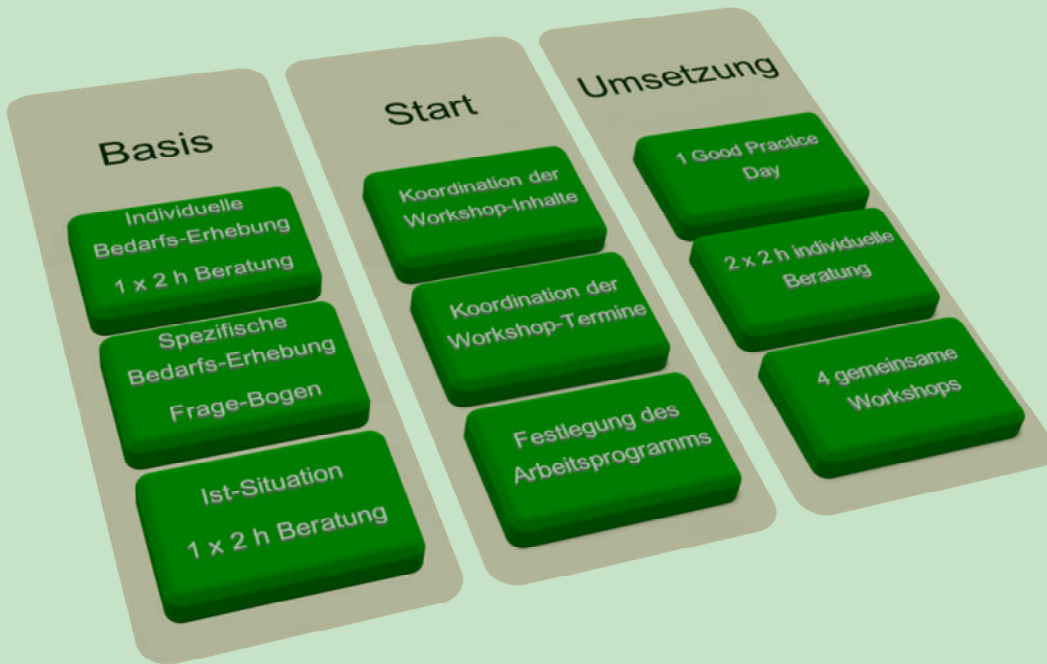 Basis
Individuelle
Bedarfs-Erhebung
1 x 2 h Beratung
Spezifische
Bedarfs-Erhebung
Frage-Bogen
Ist-Situation
1 x 2 h Beratung
Start
Koordination der
Workshop-Inhalte
Koordination der
Workshop-Termine
Festlegung des
Arbeitsprogramms
Umsetzung
1 Good Practice
Day
2 x 2 h individuelle
Beratung
4 gemeinsame
Workshops